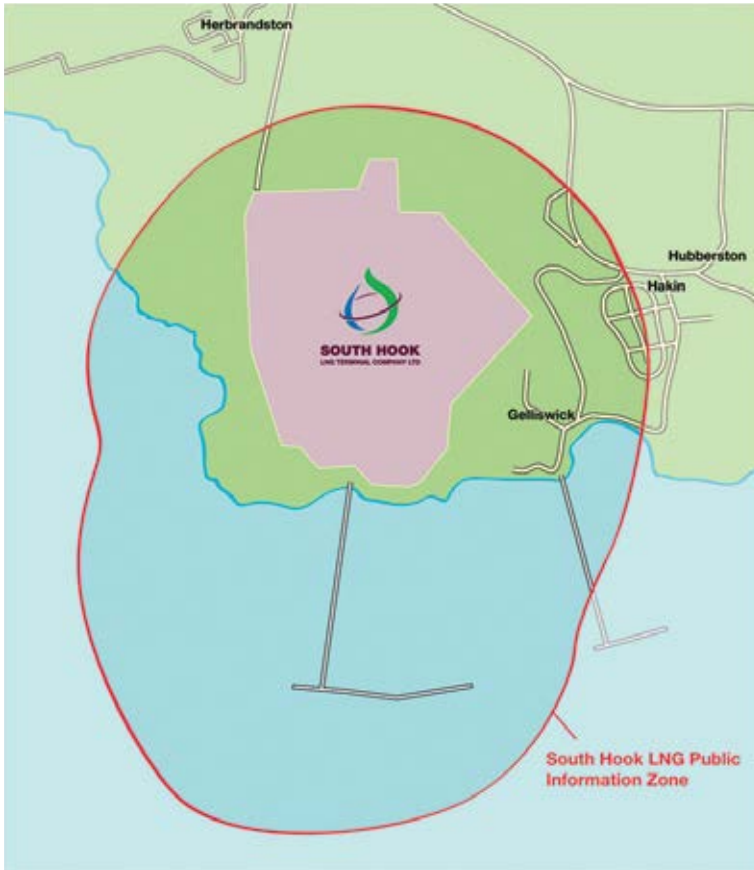 Herbrandston
Hubberston
Hakin
SOUTH HOOK
LNG TERMINAL COMPANY LTD
Gelliswick
South Hook LNG Public
Information Zone